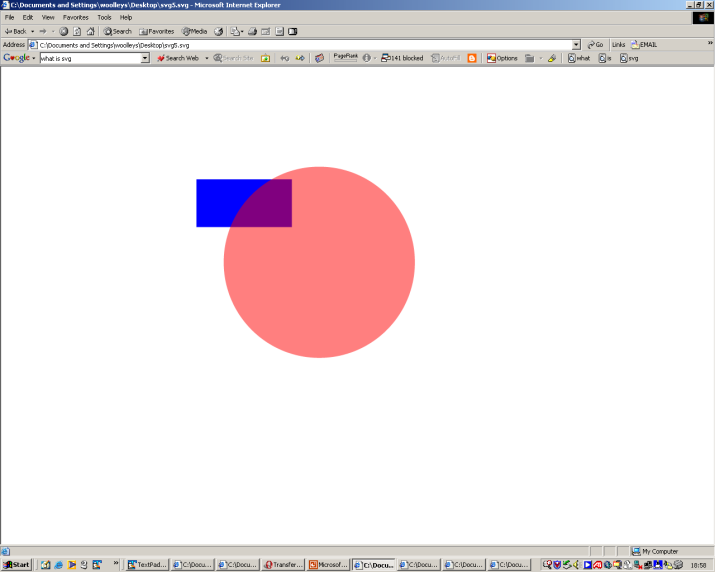 C:\Documents and Settings\woolleys\Desktop\svg5.svg - Microsoft Internet Explorer
File Edit View Favorites Tools Help
Back Search Favorites Media
Address C:\Documents and Settings\woolleys\Desktop\svg5.svg Go Links EMAIL »
Google what is svg Search Web Search Site PageRank 141 blocked AutoFill Options what is svg
My Computer
Start » TextPad... C:\Docu... C:\Docu... Transfer... Microsof... C:\Docu... C:\Docu... C:\Docu... C:\Docu... 18:58